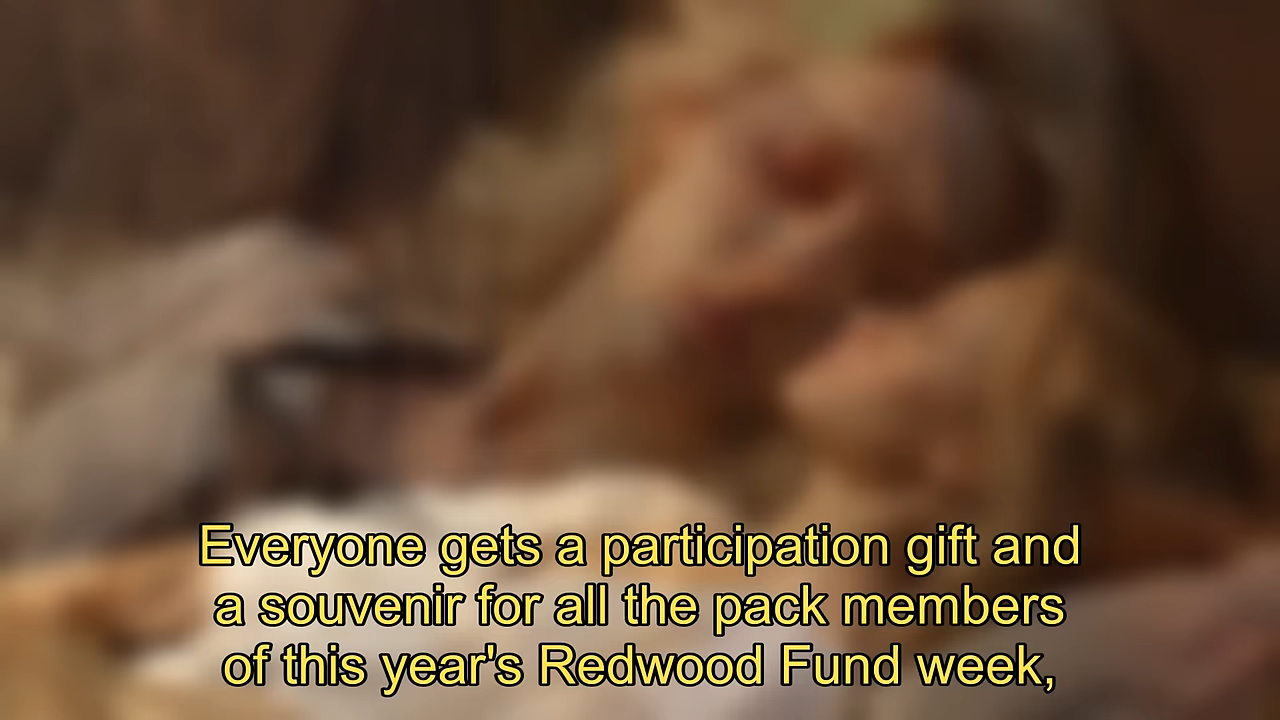 Everyone gets a participation gift and
a souvenir for all the pack members
of this year's Redwood Fund week,